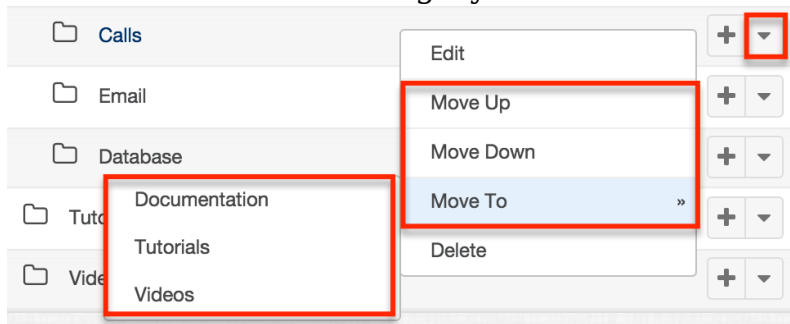 Calls
Edit
Email
Move Up
Database
Move Down
Documentation
Move To »
Tutorials
Delete
Videos